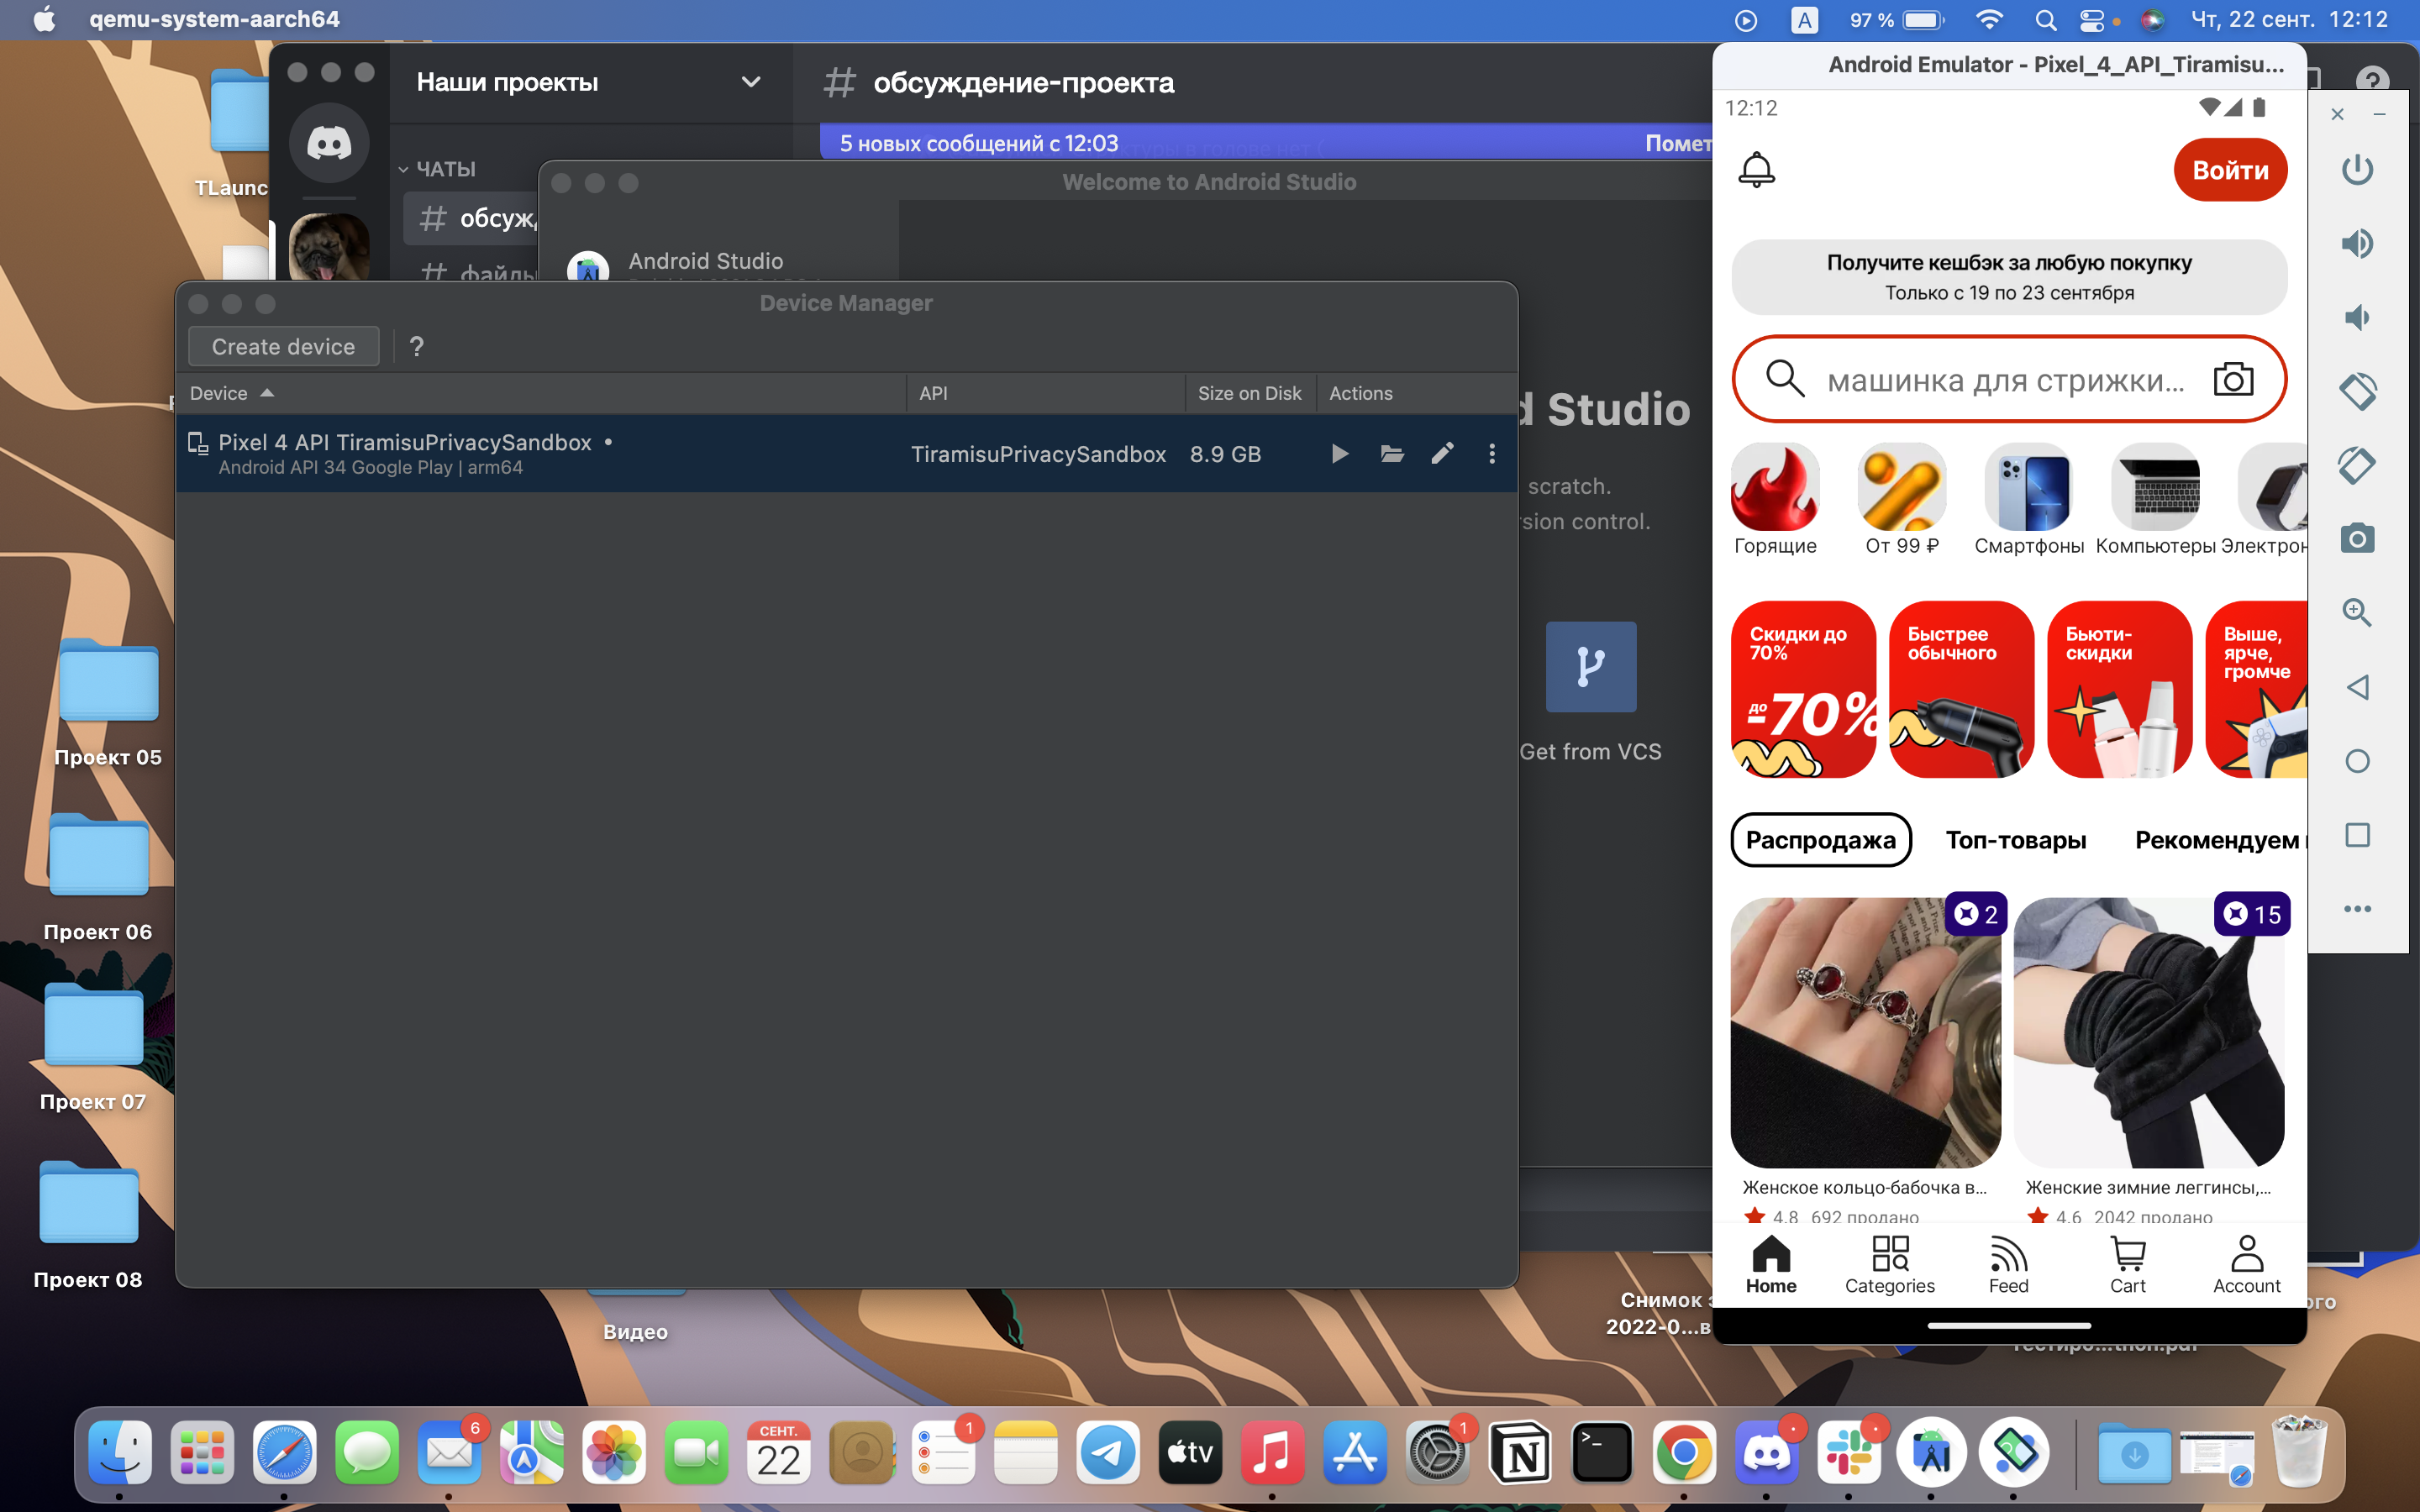 qemu-system-aarch64
A
97 %
Чт, 22 сент. 12:12
Наши проекты
# обсуждение-проекта
?
5 новых сообщений с 12:03
Помет
ЧАТЫ
# обсуж
# файлы
TLaunc
Welcome to Android Studio
Android Studio
d Studio
scratch.
sion control.
Get from VCS
Device Manager
Create device
?
Device
API
Size on Disk
Actions
Pixel 4 API TiramisuPrivacySandbox
Android API 34 Google Play | arm64
TiramisuPrivacySandbox
8.9 GB
Android Emulator - Pixel_4_API_Tiramisu...
12:12
Войти
Получите кешбэк за любую покупку
Только с 19 по 23 сентября
машинка для стрижки...
Горящие
От 99 ₽
Смартфоны
Компьютеры
Электрон
Скидки до
70%
до
-70%
Быстрее
обычного
Бьюти-
скидки
Выше,
ярче,
громче
Распродажа
Топ-товары
Рекомендуем
2
15
Женское кольцо-бабочка в...
4.8 692 продано
Женские зимние леггинсы,...
4.6 2042 продано
Home
Categories
Feed
Cart
Account
Проект 05
Проект 06
Проект 07
Проект 08
Видео
Снимок э
2022-0...в
ого
6
СЕНТ.
22
1
tv
1
N
>_